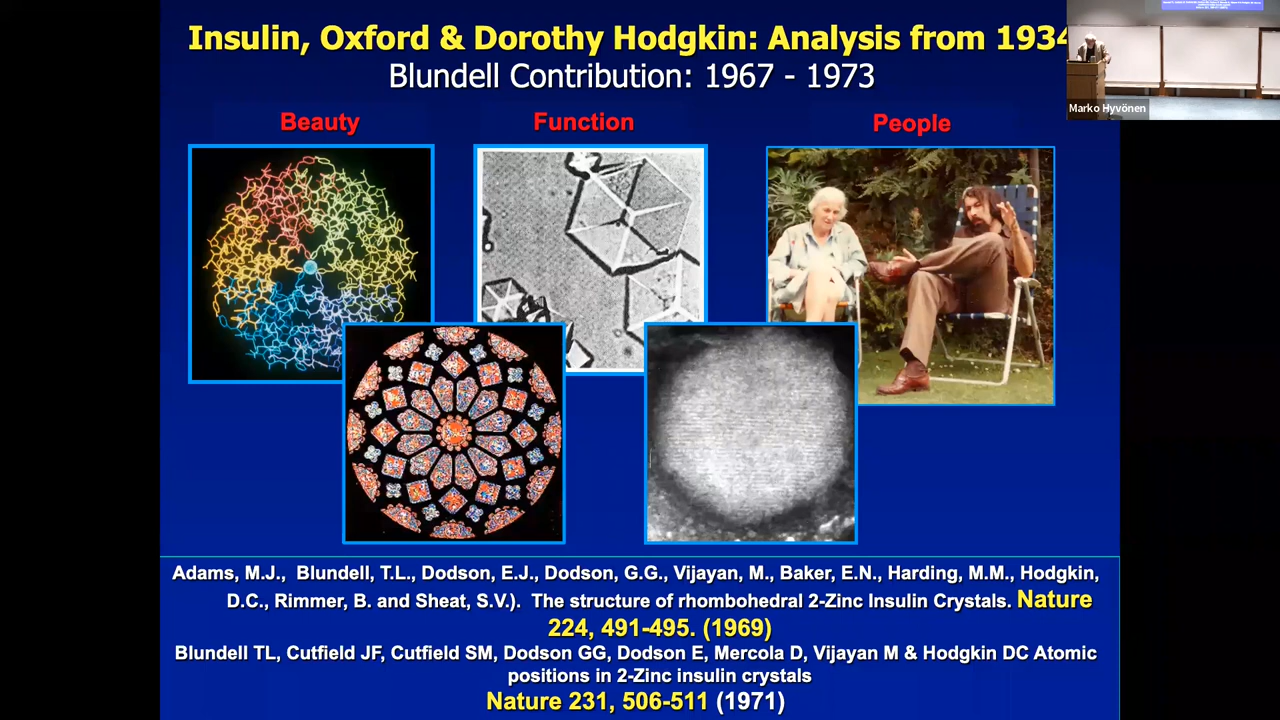 Insulin, Oxford & Dorothy Hodgkin: Analysis from 1934
Blundell Contribution: 1967 - 1973
Marko Hyvönen
Beauty
Function
People
Adams, M.J., Blundell, T.L., Dodson, E.J., Dodson, G.G., Vijayan, M., Baker, E.N., Harding, M.M., Hodgkin,
D.C., Rimmer, B. and Sheat, S.V.). The structure of rhombohedral 2-Zinc Insulin Crystals. Nature
224, 491-495. (1969)
Blundell TL, Cutfield JF, Cutfield SM, Dodson GG, Dodson E, Mercola D, Vijayan M & Hodgkin DC Atomic
positions in 2-Zinc insulin crystals
Nature 231, 506-511 (1971)